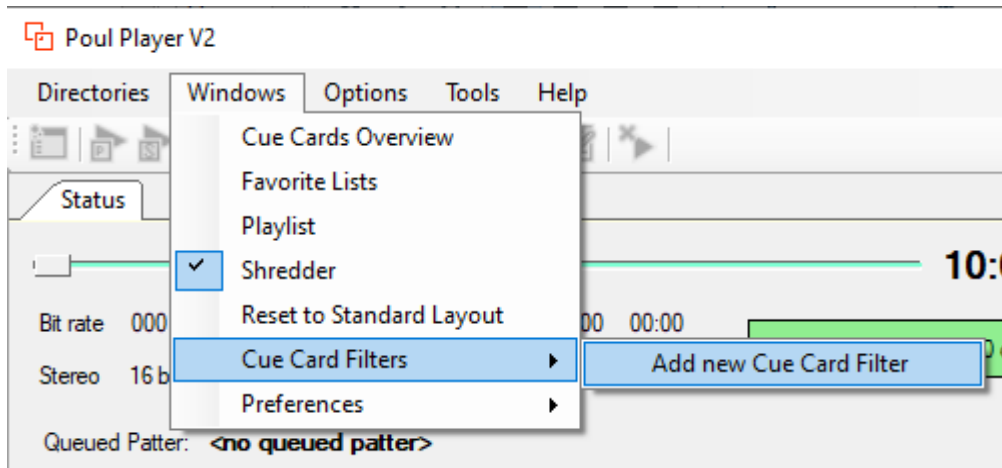 Poul Player V2
Directories Windows Options Tools Help
Cue Cards Overview
Favorite Lists
Status
Playlist
Shredder
10:
Reset to Standard Layout
Bit rate 000 00 00:00
Cue Card Filters Add new Cue Card Filter
Stereo 16 b
Preferences
Queued Patter: <no queued patter>